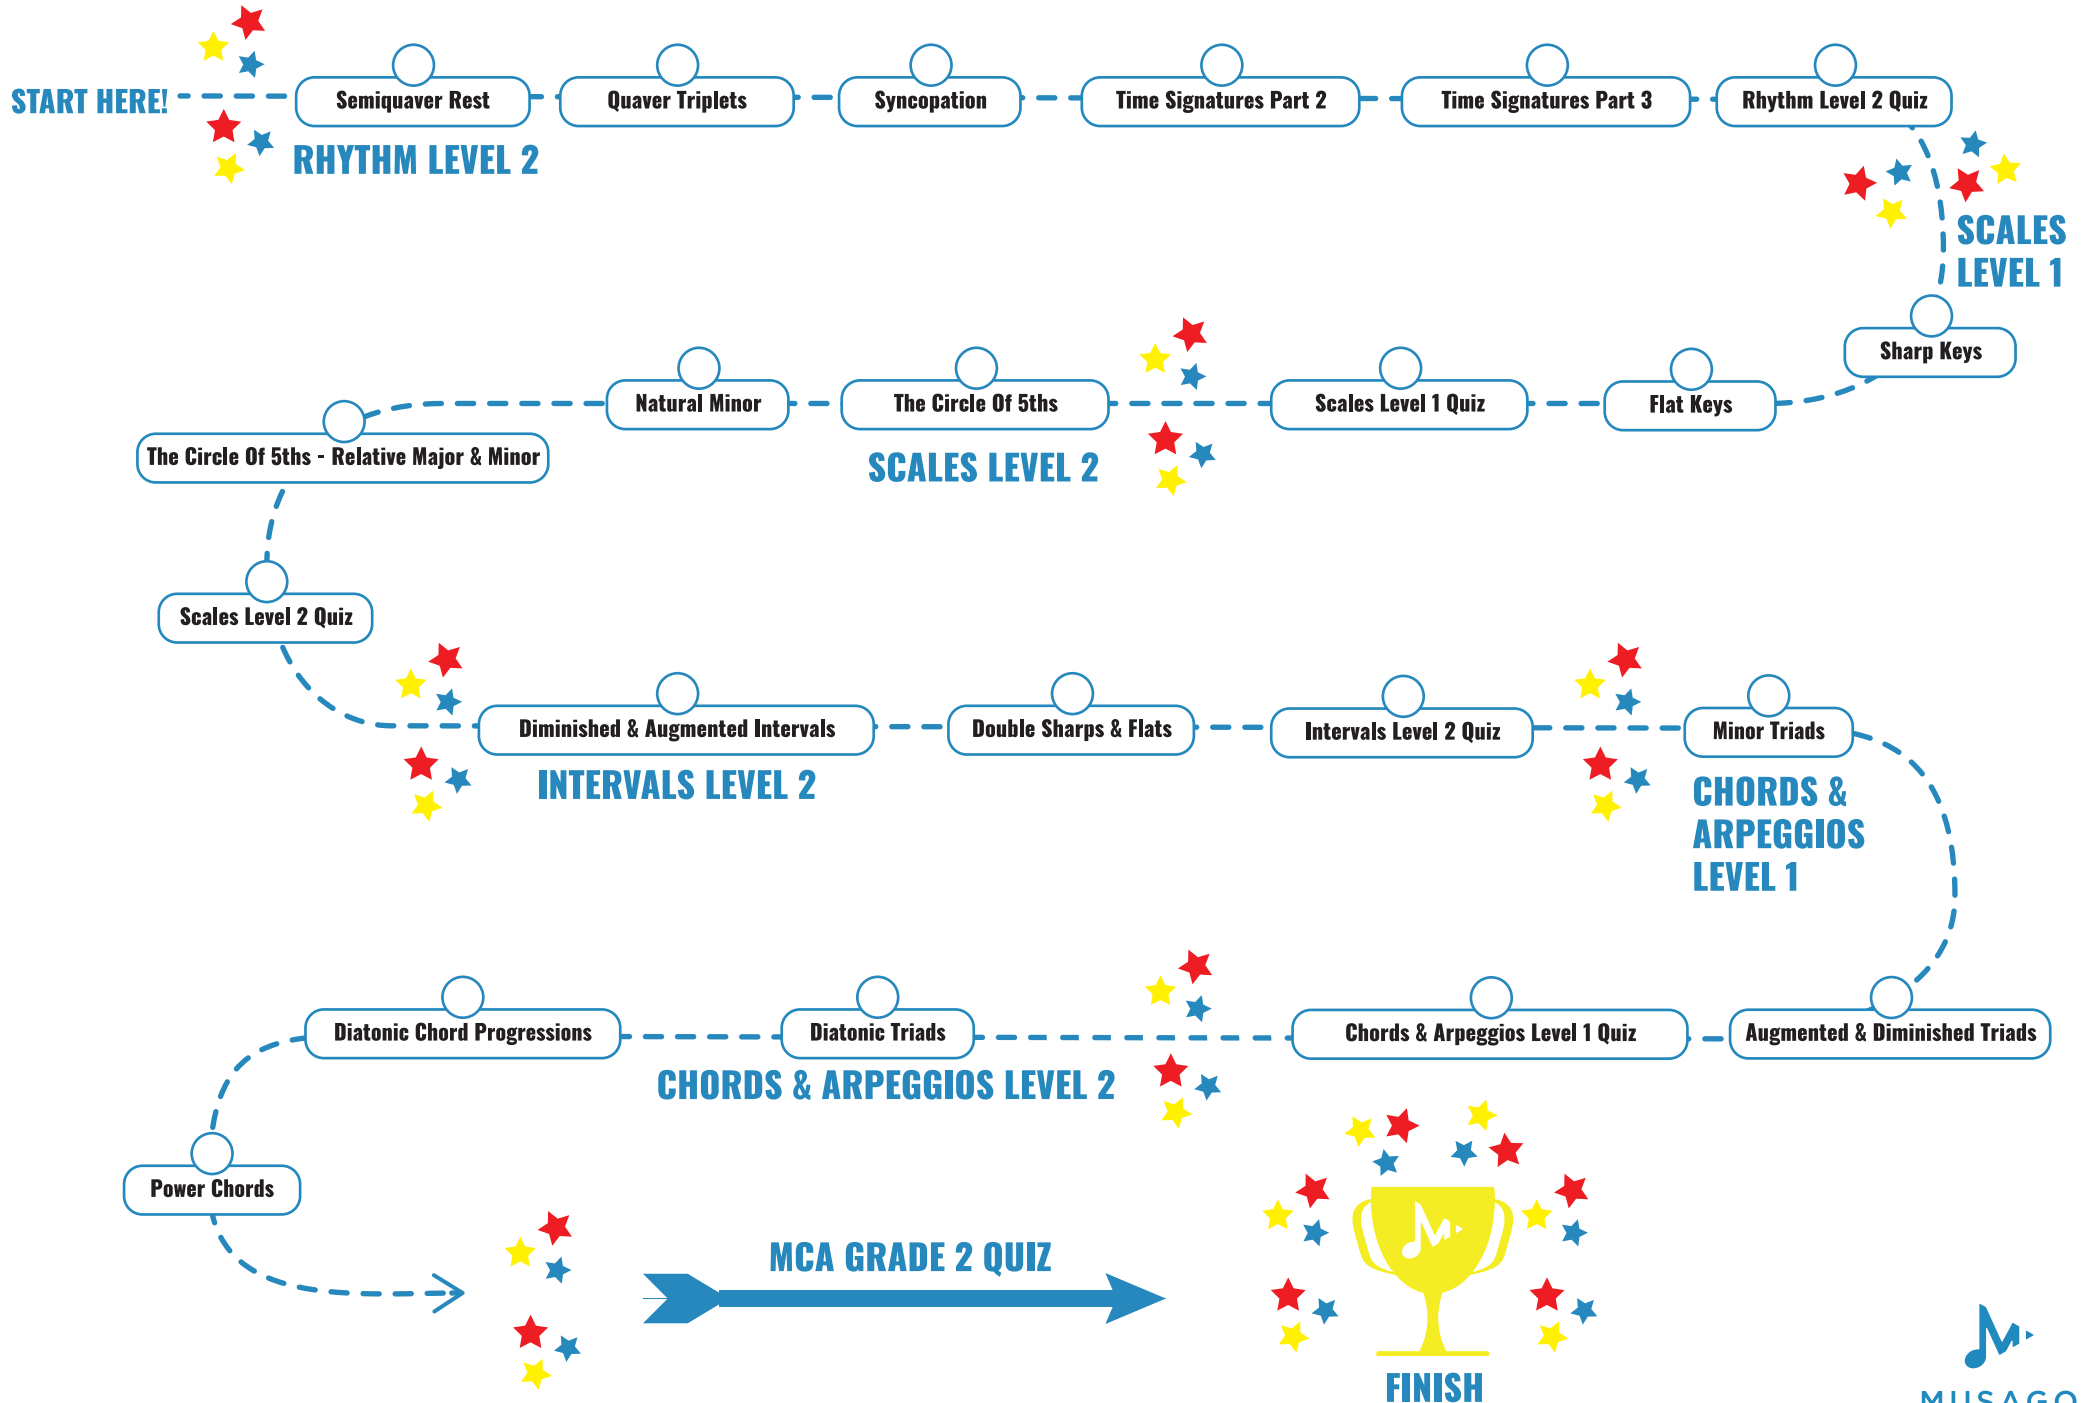 START HERE!
Semiquaver Rest
Quaver Triplets
Syncopation
Time Signatures Part 2
Time Signatures Part 3
Rhythm Level 2 Quiz
RHYTHM LEVEL 2
SCALES
LEVEL 1
Sharp Keys
Flat Keys
Scales Level 1 Quiz
The Circle Of 5ths
SCALES LEVEL 2
Natural Minor
The Circle Of 5ths - Relative Major & Minor
Scales Level 2 Quiz
Diminished & Augmented Intervals
INTERVALS LEVEL 2
Double Sharps & Flats
Intervals Level 2 Quiz
Minor Triads
CHORDS &
ARPEGGIOS
LEVEL 1
Augmented & Diminished Triads
Chords & Arpeggios Level 1 Quiz
Diatonic Triads
CHORDS & ARPEGGIOS LEVEL 2
Diatonic Chord Progressions
Power Chords
MCA GRADE 2 QUIZ
FINISH
MUSAGO